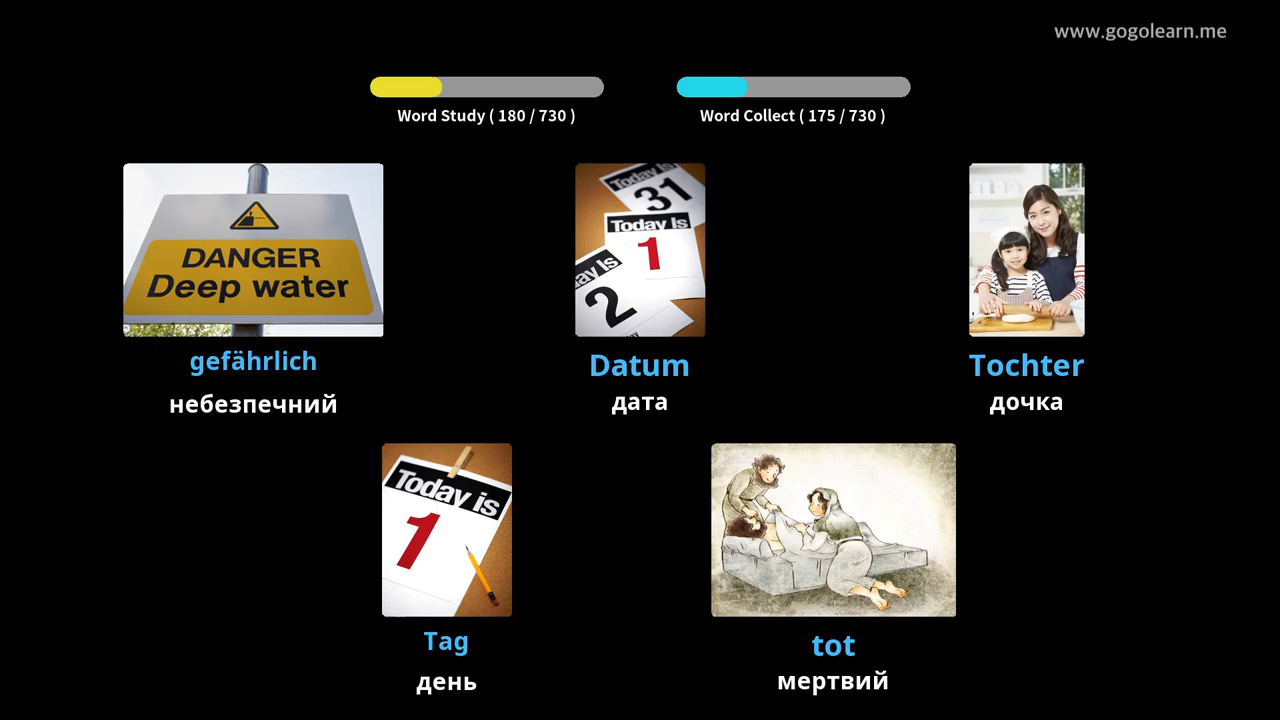 www.gogolearn.me
Word Study ( 180 / 730 )
Word Collect ( 175 / 730 )
DANGER
Deep water
Today Is
31
Today Is
1
ay Is
2
gefährlich
небезпечний
Datum
дата
Tochter
дочка
Today is
1
Tag
день
tot
мертвий